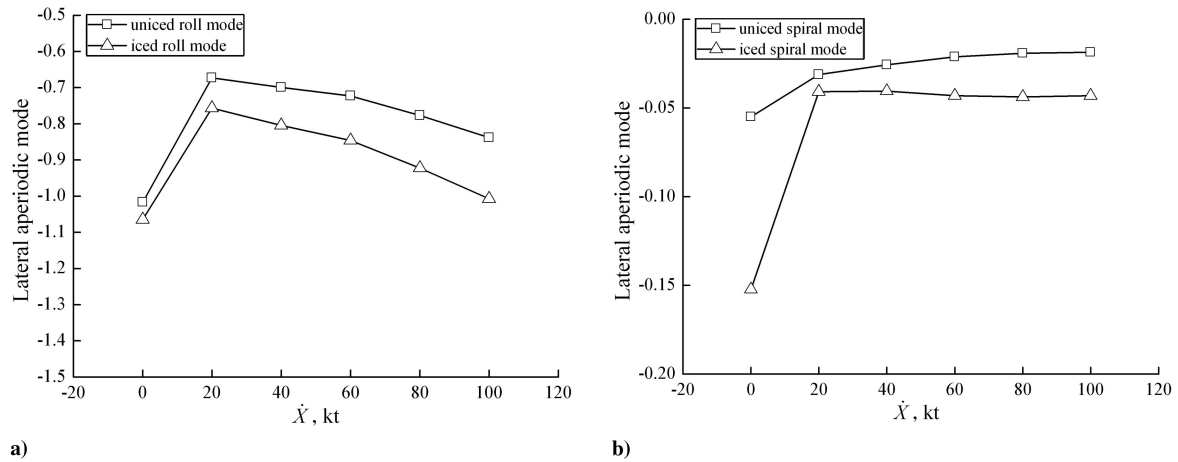 -0.5
-0.6
-0.7
-0.8
-0.9
-1.0
-1.1
-1.2
-1.3
-1.4
-1.5
Lateral aperiodic mode
uniced roll mode
iced roll mode
-20 0 20 40 60 80 100 120
Ẋ, kt
a)
0.00
-0.05
-0.10
-0.15
-0.20
Lateral aperiodic mode
uniced spiral mode
iced spiral mode
-20 0 20 40 60 80 100 120
Ẋ, kt
b)